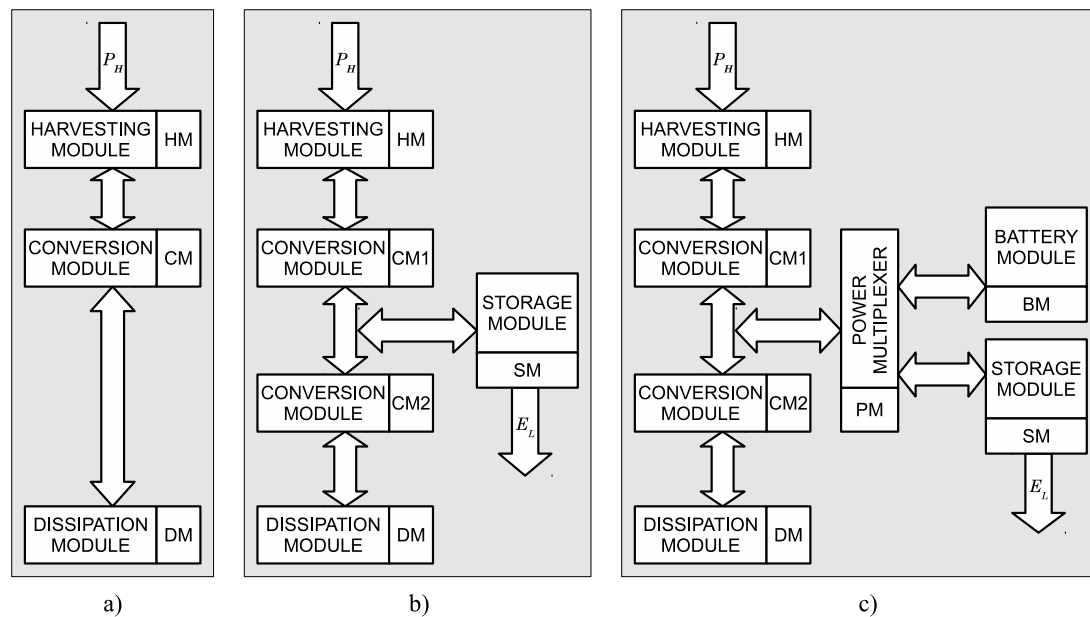 P_H
HARVESTING
MODULE
HM
CONVERSION
MODULE
CM
DISSIPATION
MODULE
DM
a)
P_H
HARVESTING
MODULE
HM
CONVERSION
MODULE
CM1
STORAGE
MODULE
SM
E_L
CONVERSION
MODULE
CM2
DISSIPATION
MODULE
DM
b)
P_H
HARVESTING
MODULE
HM
CONVERSION
MODULE
CM1
POWER
MULTIPLEXER
PM
BATTERY
MODULE
BM
STORAGE
MODULE
SM
E_L
CONVERSION
MODULE
CM2
DISSIPATION
MODULE
DM
c)